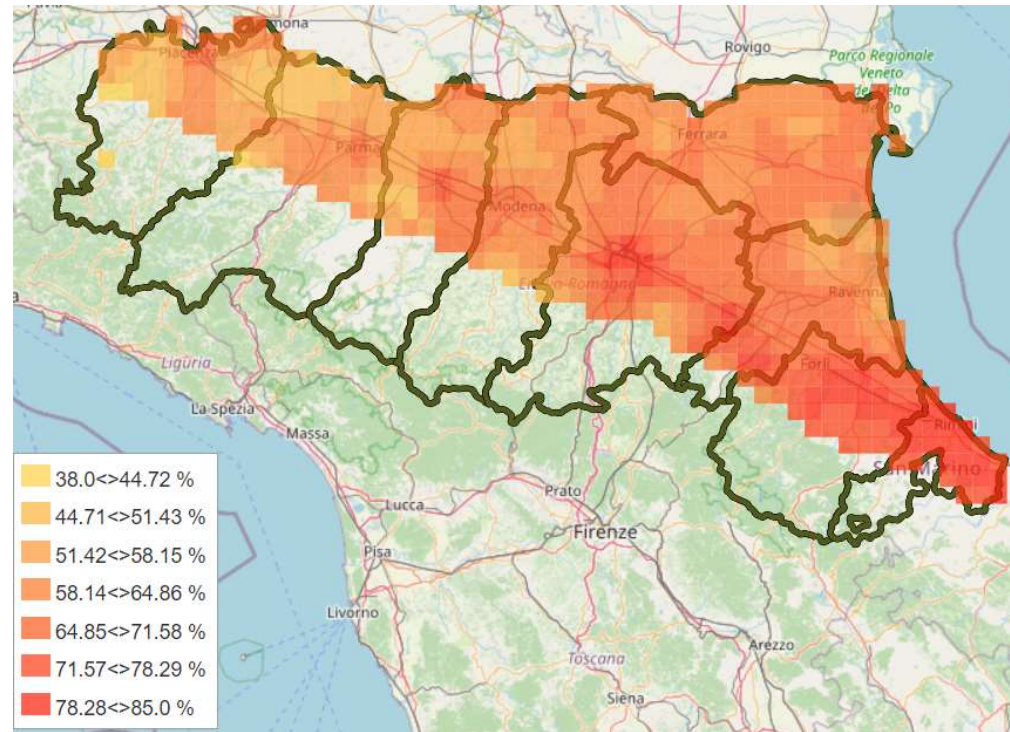 Piacenza
Rovigo
Parco Regionale
Veneto
del Delta
del Po
Ferrara
Parma
Modena
Emilia-Romagna
Ravenna
Forlì
Liguria
La Spezia
Massa
Rimini
San Marino
38.0<>44.72 %
44.71<>51.43 %
51.42<>58.15 %
58.14<>64.86 %
64.85<>71.58 %
71.57<>78.29 %
78.28<>85.0 %
Lucca
Prato
Firenze
Pisa
Livorno
Arezzo
Toscana
Siena